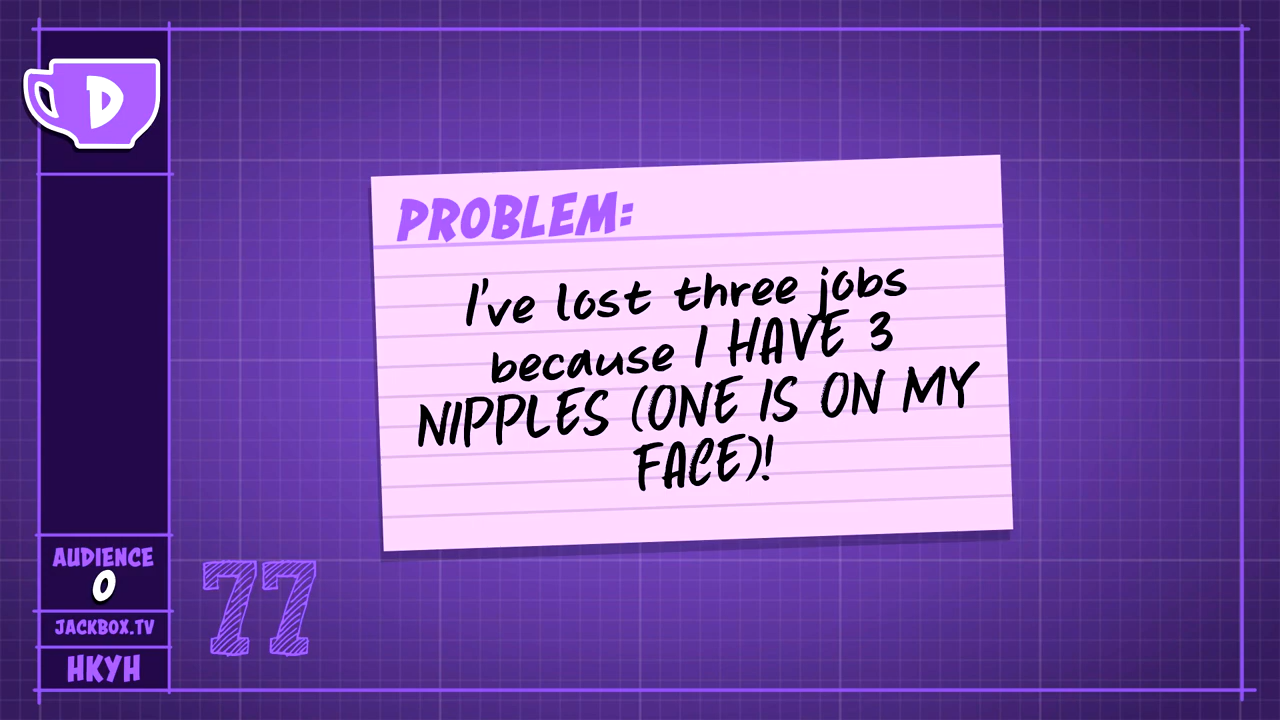 D
PROBLEM:
I've lost three jobs
because I HAVE 3
NIPPLES (ONE IS ON MY
FACE)!
AUDIENCE
0
JACKBOX.TV
HKYH
77